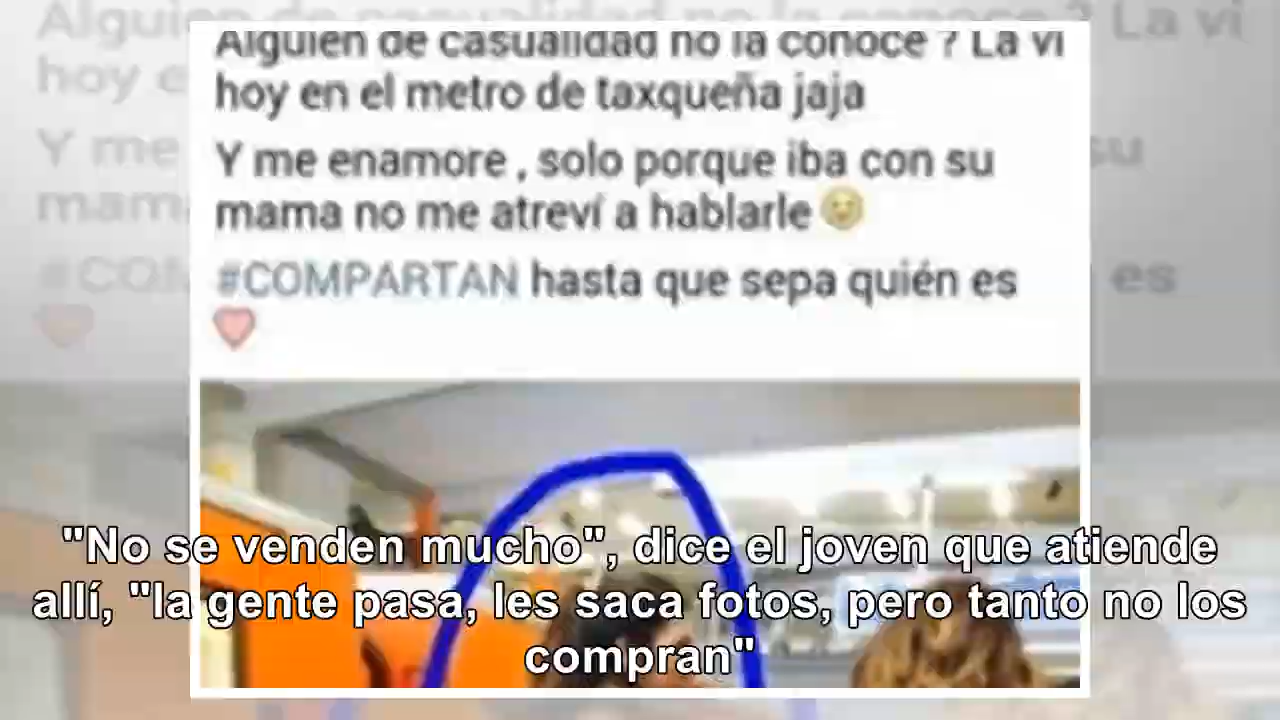 Alguien de casualidad no la conoce ? La vi
hoy en el metro de taxqueña jaja
Y me enamore , solo porque iba con su
mama no me atreví a hablarle
#COMPARTAN hasta que sepa quién es
"No se venden mucho", dice el joven que atiende
allí, "la gente pasa, les saca fotos, pero tanto no los
compran"